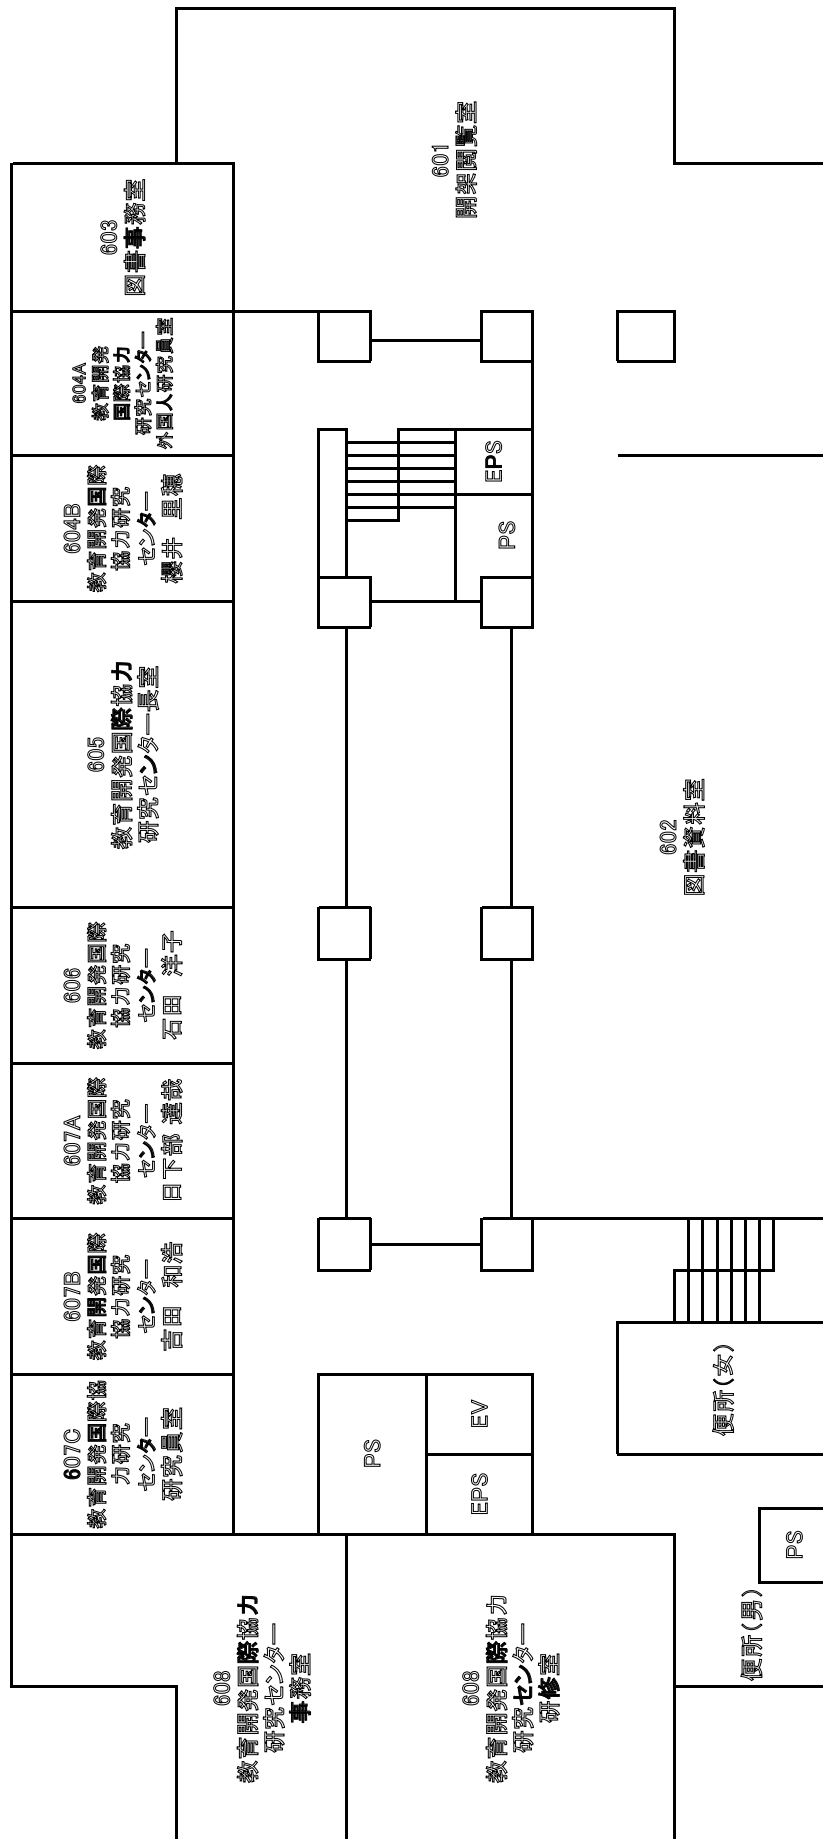 601
開架閲覧室
603
図書事務室
604A
教育開発
国際協力
研究センター
外国人研究員室
604B
教育開発国際
協力研究
センター
櫻井　里穂
EPS
PS
605
教育開発国際協力
研究センター長室
602
図書資料室
606
教育開発国際
協力研究
センター
石田　洋子
607A
教育開発国際
協力研究
センター
日下部 達哉
607B
教育開発国際
協力研究
センター
吉田　和浩
607C
教育開発国際協
力研究
センター
研究員室
PS
EV
EPS
便所(女)
PS
便所(男)
608
教育開発国際協力
研究センター
事務室
608
教育開発国際協力
研究センター
研修室